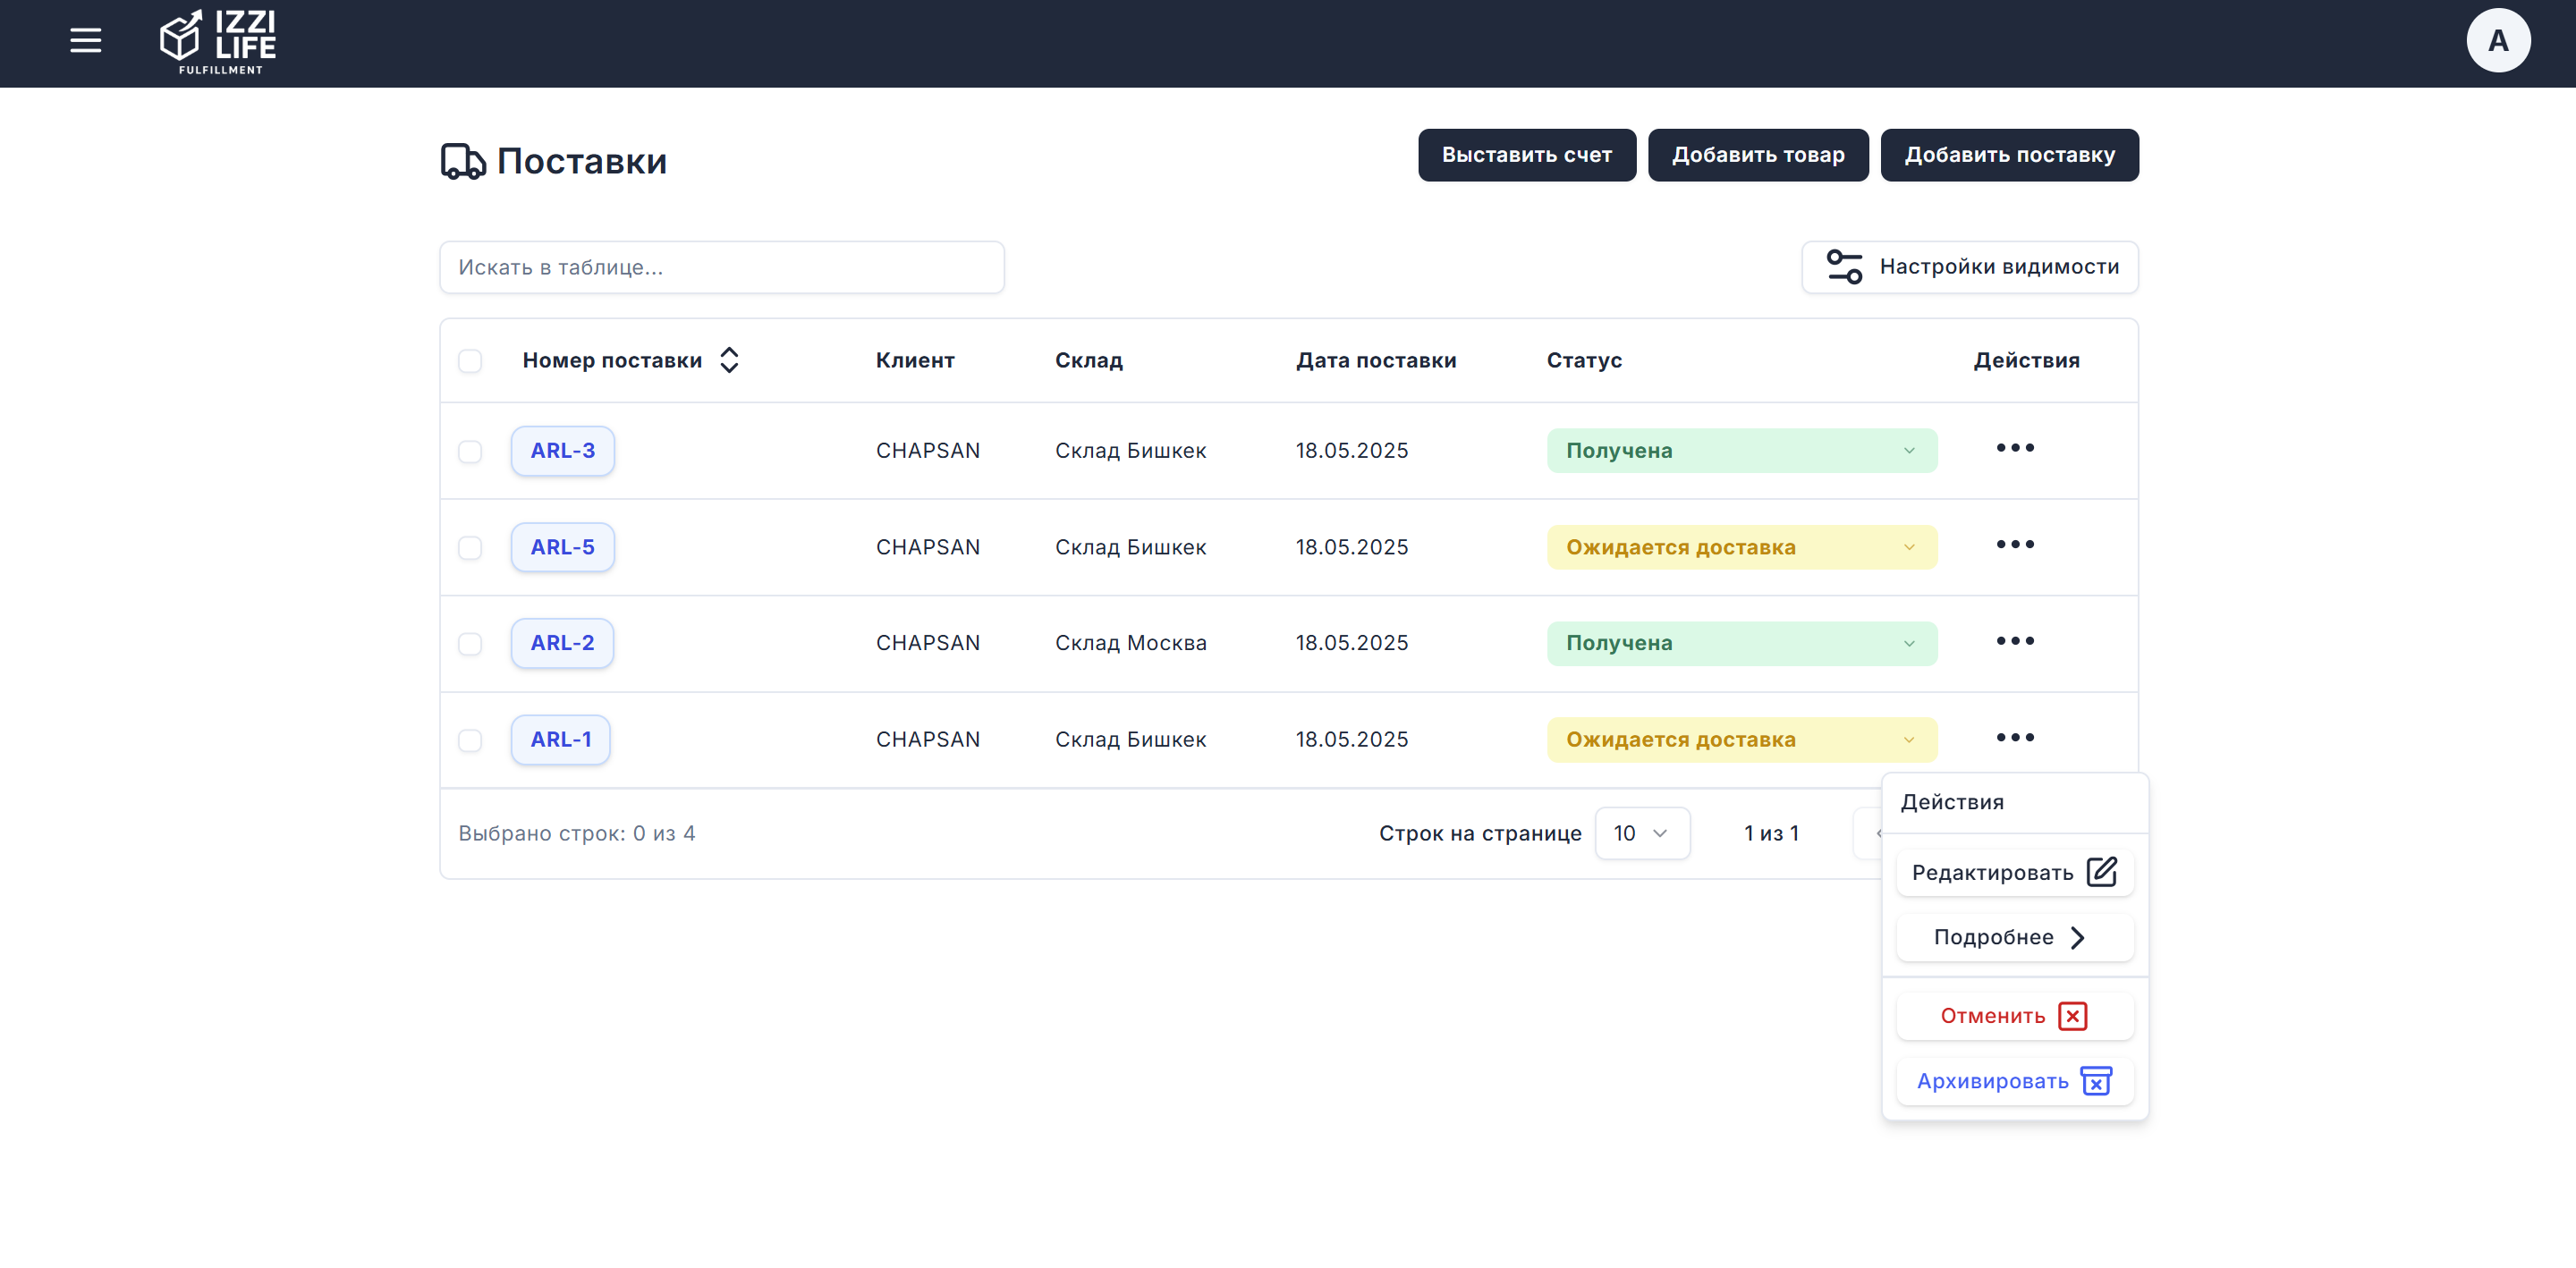 IZZI
LIFE
FULFILLMENT
A
Поставки
Выставить счет
Добавить товар
Добавить поставку
Искать в таблице...
Настройки видимости
Номер поставки Клиент Склад Дата поставки Статус Действия
ARL-3 CHAPSAN Склад Бишкек 18.05.2025 Получена
ARL-5 CHAPSAN Склад Бишкек 18.05.2025 Ожидается доставка
ARL-2 CHAPSAN Склад Москва 18.05.2025 Получена
ARL-1 CHAPSAN Склад Бишкек 18.05.2025 Ожидается доставка
Выбрано строк: 0 из 4 Строк на странице 10 1 из 1
Действия
Редактировать
Подробнее
Отменить
Архивировать